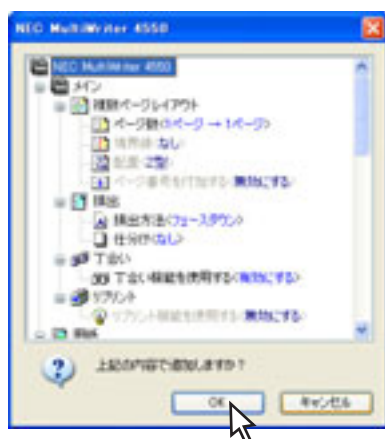 NEC MultiWriter 4550
NEC MultiWriter 4550
メイン
複数ページレイアウト
ページ数<1ページ → 1ページ>
境界線<なし>
配置<Z型>
ページ番号を付加する<無効にする>
排出
排出方法<フェースダウン>
仕分け<なし>
丁合い
丁合い機能を使用する<有効にする>
リプリント
リプリント機能を使用する<無効にする>
上記の内容で追加しますか？
OK
キャンセル